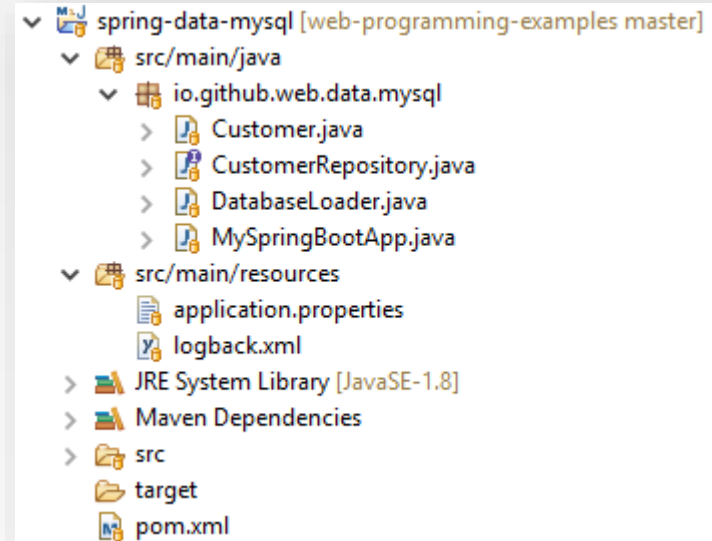 spring-data-mysql [web-programming-examples master]
src/main/java
io.github.web.data.mysql
Customer.java
CustomerRepository.java
DatabaseLoader.java
MySpringBootApp.java
src/main/resources
application.properties
logback.xml
JRE System Library [JavaSE-1.8]
Maven Dependencies
src
target
pom.xml